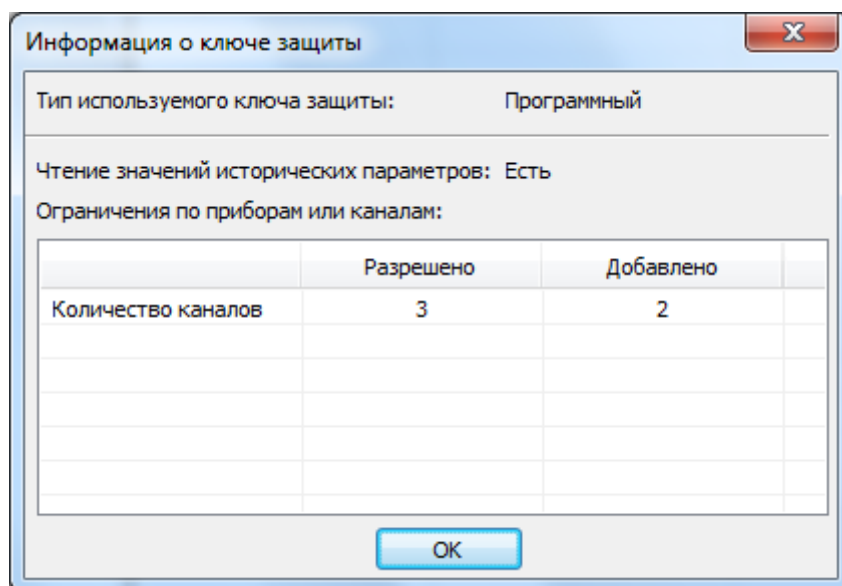 Информация о ключе защиты
Тип используемого ключа защиты: Программный
Чтение значений исторических параметров: Есть
Ограничения по приборам или каналам:
Разрешено Добавлено
Количество каналов 3 2
OK